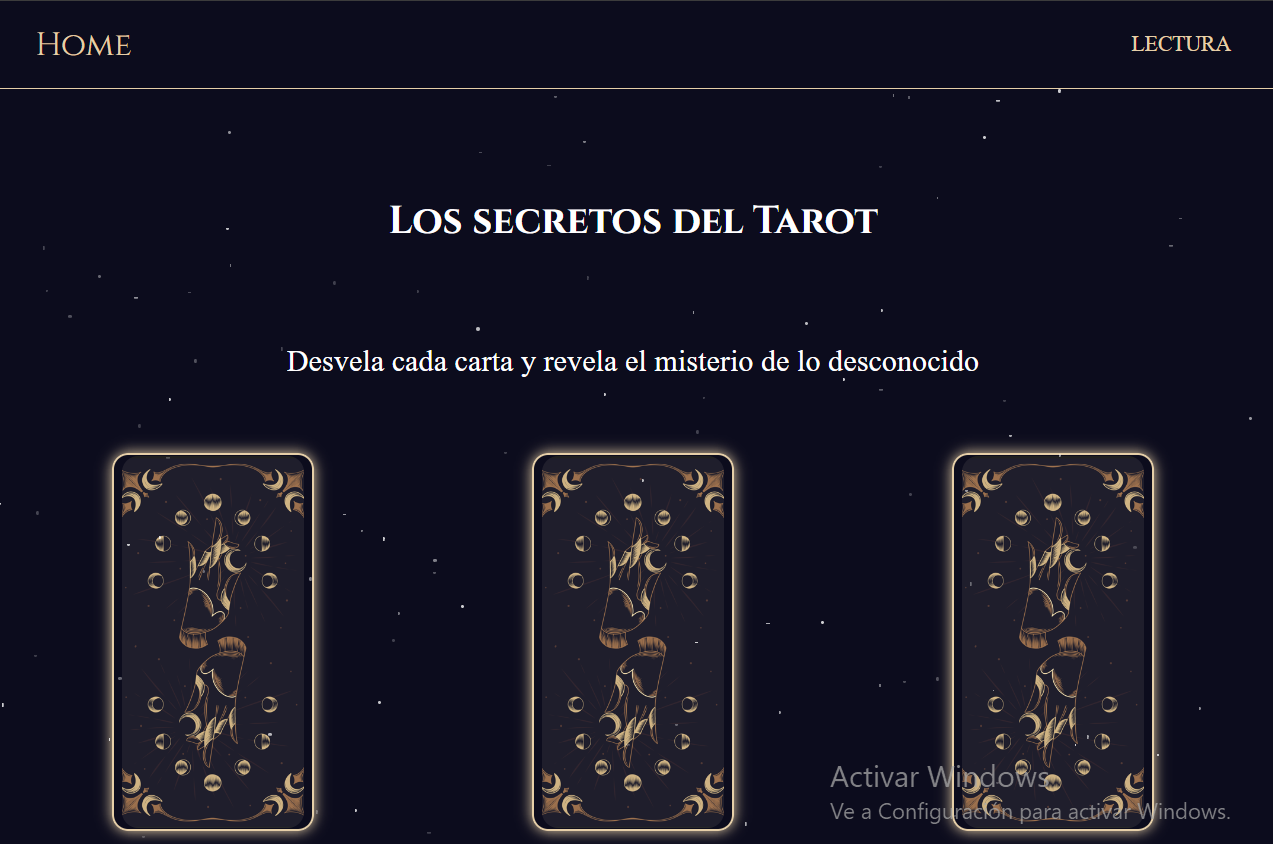 Home
LECTURA
Los secretos del Tarot
Desvela cada carta y revela el misterio de lo desconocido
Activar Windows
Ve a Configuración para activar Windows.